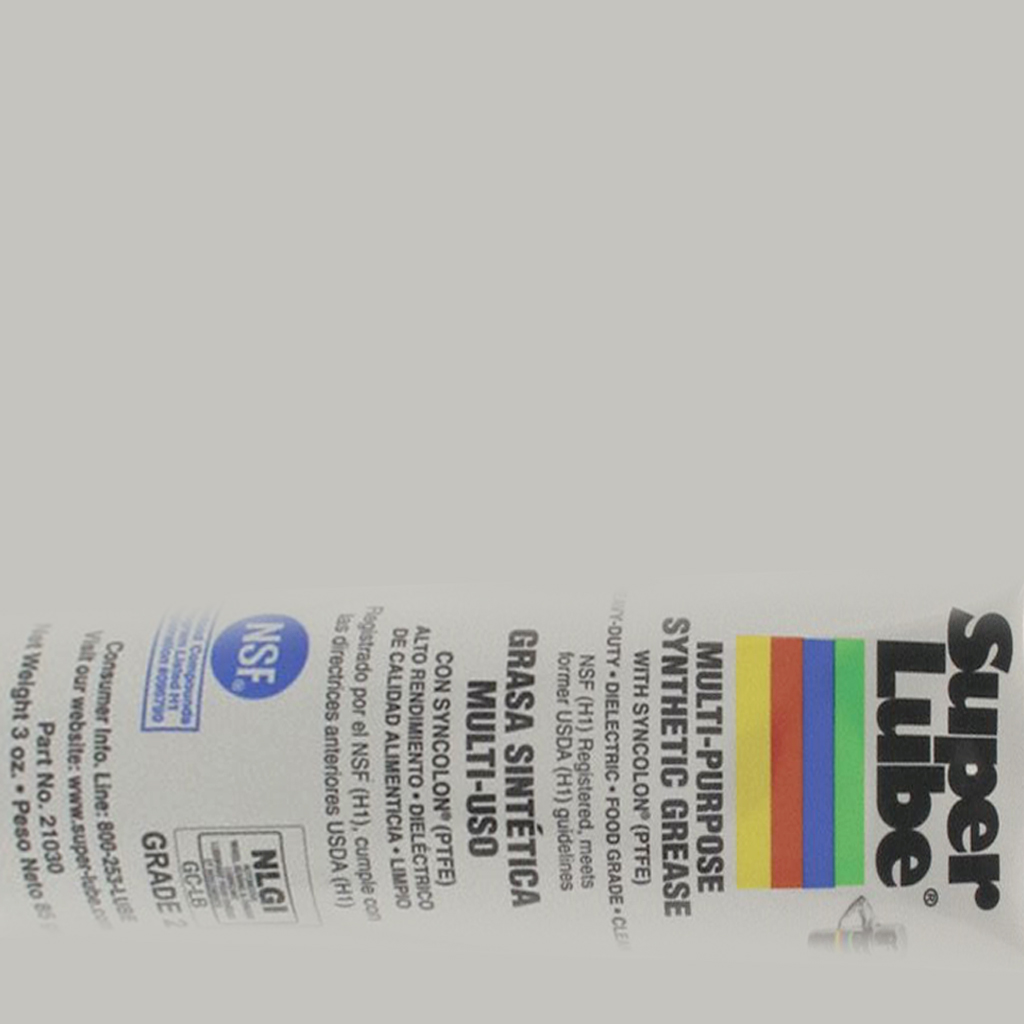 Super
Lube®
MULTI-PURPOSE
SYNTHETIC GREASE
WITH SYNCOLON® (PTFE)
-DUTY • DIELECTRIC • FOOD GRADE •
NSF (H1) Registered, meets
former USDA (H1) guidelines
GRASA SINTÉTICA
MULTI-USO
CON SYNCOLON® (PTFE)
ALTO RENDIMIENTO • DIELÉCTRICO
DE CALIDAD ALIMENTICIA • LIMPIO
Registrado por el NSF (H1), cumple con
las directrices anteriores USDA (H1)
NSF®
NLGI
GC-LB
GRADE 2
Consumer Info. Line: 800-253-LUBE
Visit our website: www.super-lube.
Part No. 21030
Net Weight 3 oz. • Peso Neto 85